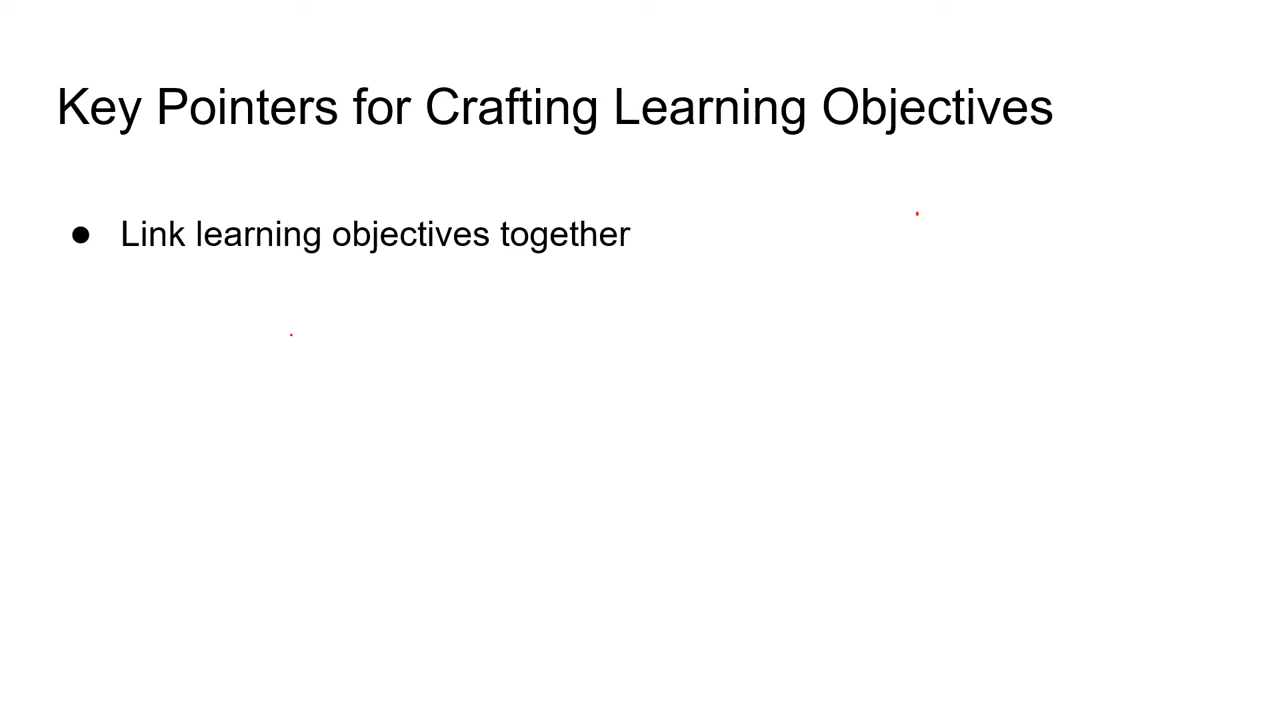 Key Pointers for Crafting Learning Objectives
● Link learning objectives together